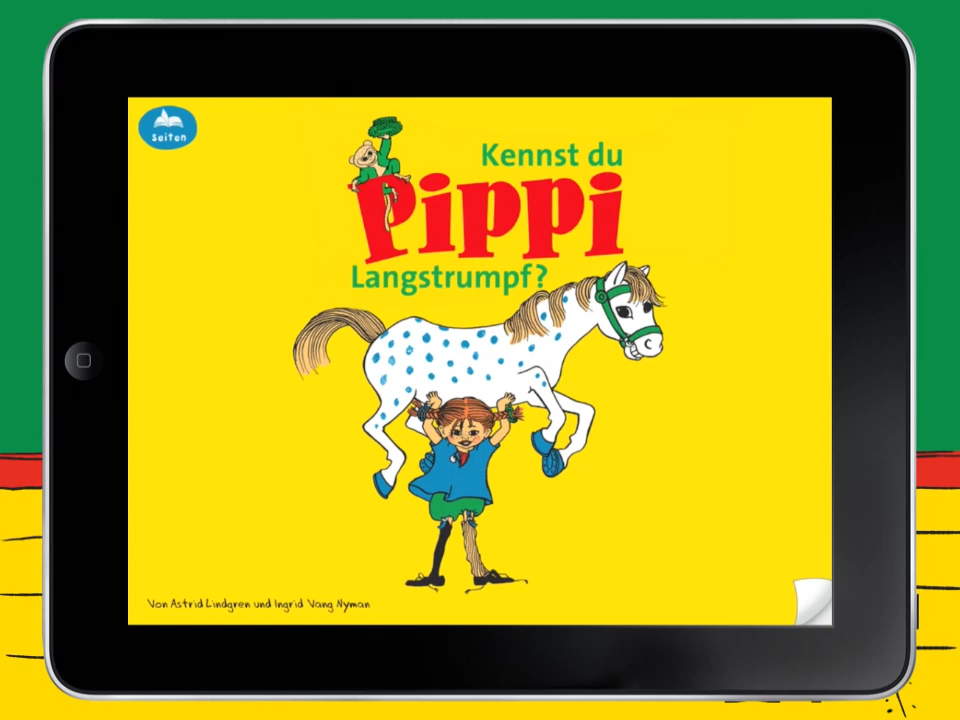 Seiten
Kennst du
Pippi
Langstrumpf?
Von Astrid Lindgren und Ingrid Vang Nyman